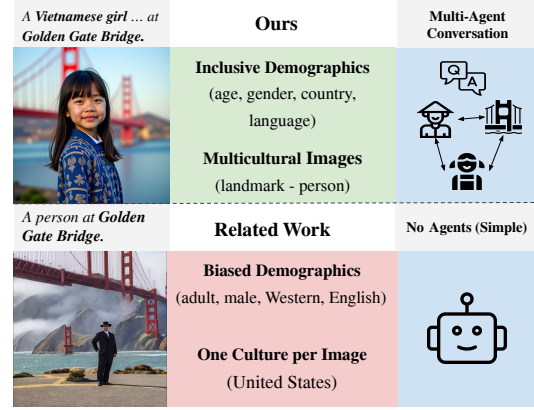 A Vietnamese girl ... at
Golden Gate Bridge.
Ours
Multi-Agent
Conversation
Inclusive Demographics
(age, gender, country,
language)
Multicultural Images
(landmark - person)
Q
A
A person at Golden
Gate Bridge.
Related Work
No Agents (Simple)
Biased Demographics
(adult, male, Western, English)
One Culture per Image
(United States)